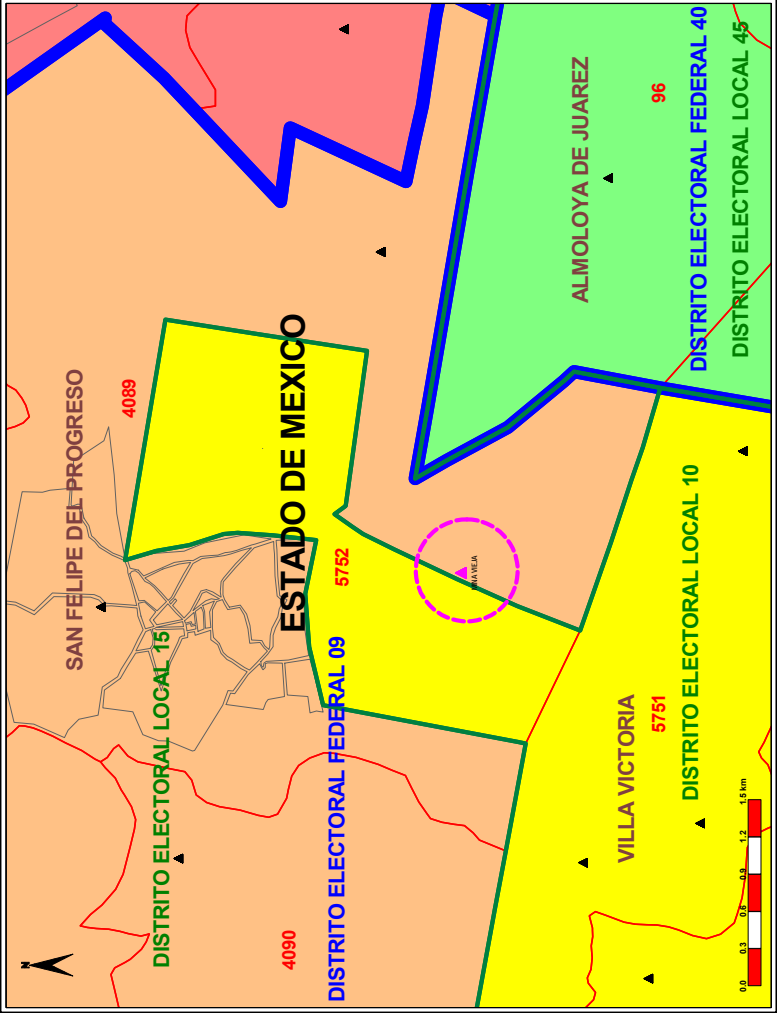 N
SAN FELIPE DEL PROGRESO
4089
DISTRITO ELECTORAL LOCAL 15
4090
ESTADO DE MEXICO
DISTRITO ELECTORAL FEDERAL 09
5752
VIEJA
ALMOLOYA DE JUAREZ
VILLA VICTORIA
5751
96
DISTRITO ELECTORAL LOCAL 10
DISTRITO ELECTORAL FEDERAL 40
DISTRITO ELECTORAL LOCAL 45
0.0 0.3 0.6 0.9 1.2 1.5 km